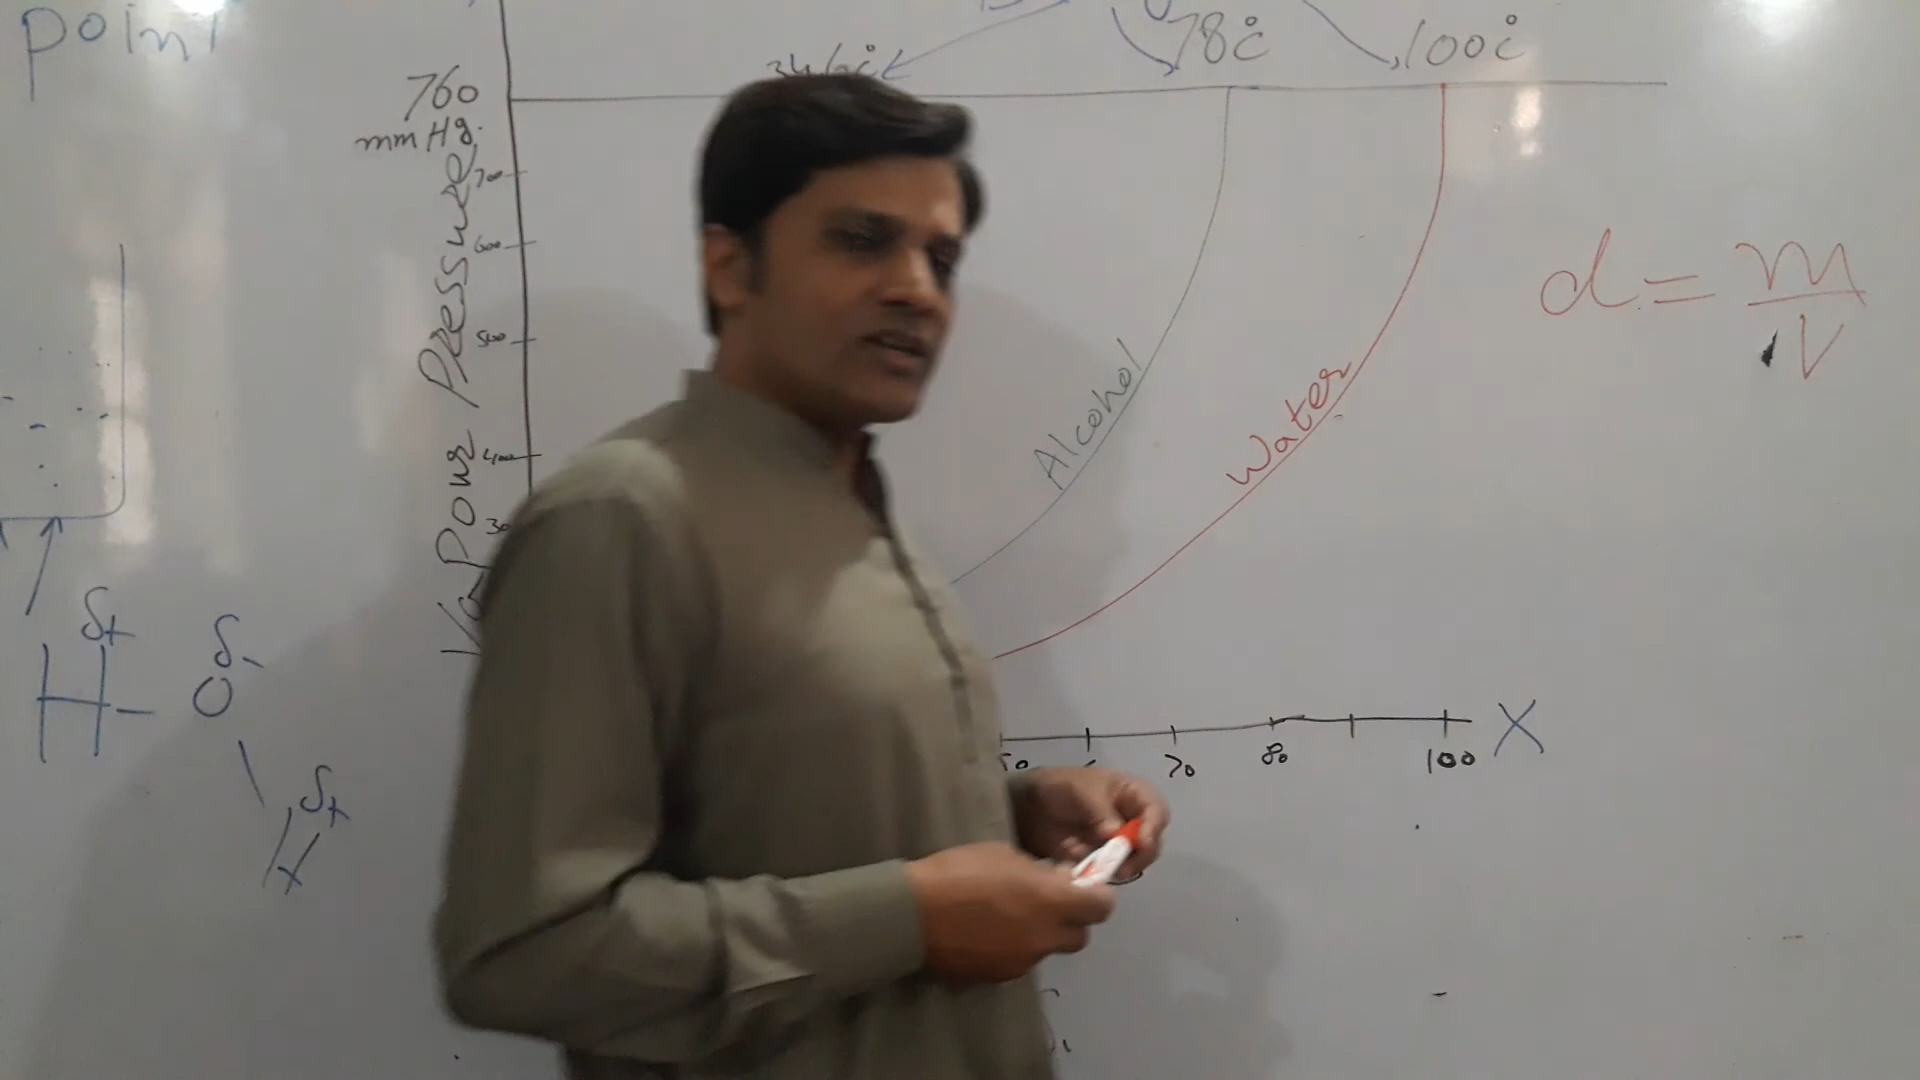 point
34.6°C
78°C
100°C
760
mm Hg.
Vapour Pressure
700
600
500
400
Alcohol
Water
d = m
V
δ+
δ-
H - O
δ+
H
70
80
100
X